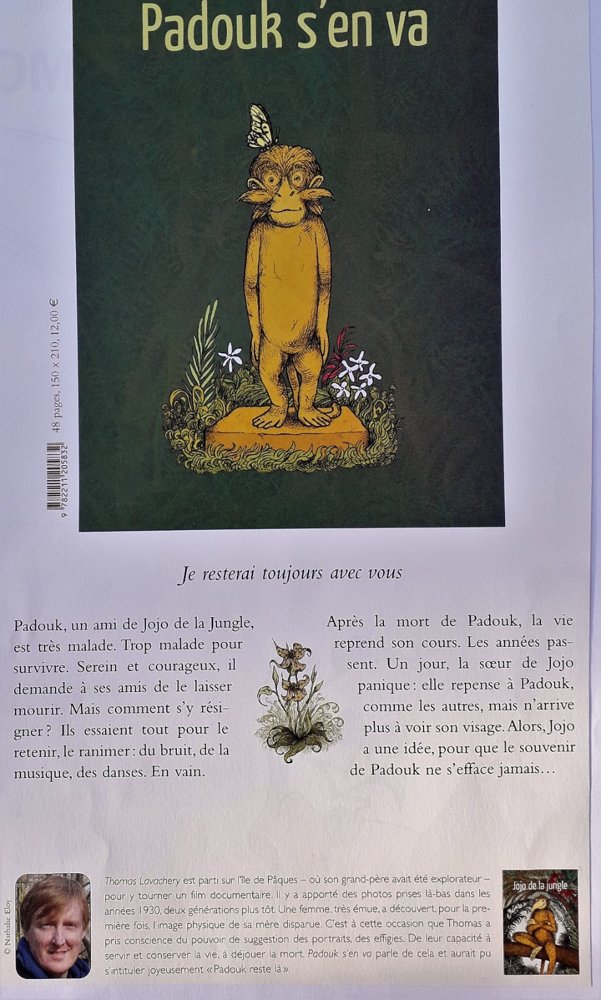 Padouk s'en va
48 pages, 150 x 210, 12,00 €
9 782211 205832
Je resterai toujours avec vous
Padouk, un ami de Jojo de la Jungle,
est très malade. Trop malade pour
survivre. Serein et courageux, il
demande à ses amis de le laisser
mourir. Mais comment s'y rési-
gner ? Ils essaient tout pour le
retenir, le ranimer : du bruit, de la
musique, des danses. En vain.
Après la mort de Padouk, la vie
reprend son cours. Les années pas-
sent. Un jour, la sœur de Jojo
panique : elle repense à Padouk,
comme les autres, mais n'arrive
plus à voir son visage. Alors, Jojo
a une idée, pour que le souvenir
de Padouk ne s'efface jamais...
© Nathalie Eloy
Thomas Lavachery est parti sur l'île de Pâques – où son grand-père avait été explorateur –
pour y tourner un film documentaire. Il y a apporté des photos prises là-bas dans les
années 1930, deux générations plus tôt. Une femme, très émue, a découvert, pour la pre-
mière fois, l'image physique de sa mère disparue. C'est à cette occasion que Thomas a
pris conscience du pouvoir de suggestion des portraits, des effigies. De leur capacité à
servir et conserver la vie, à déjouer la mort. Padouk s'en va parle de cela et aurait pu
s'intituler joyeusement « Padouk reste là ».
Jojo de la jungle